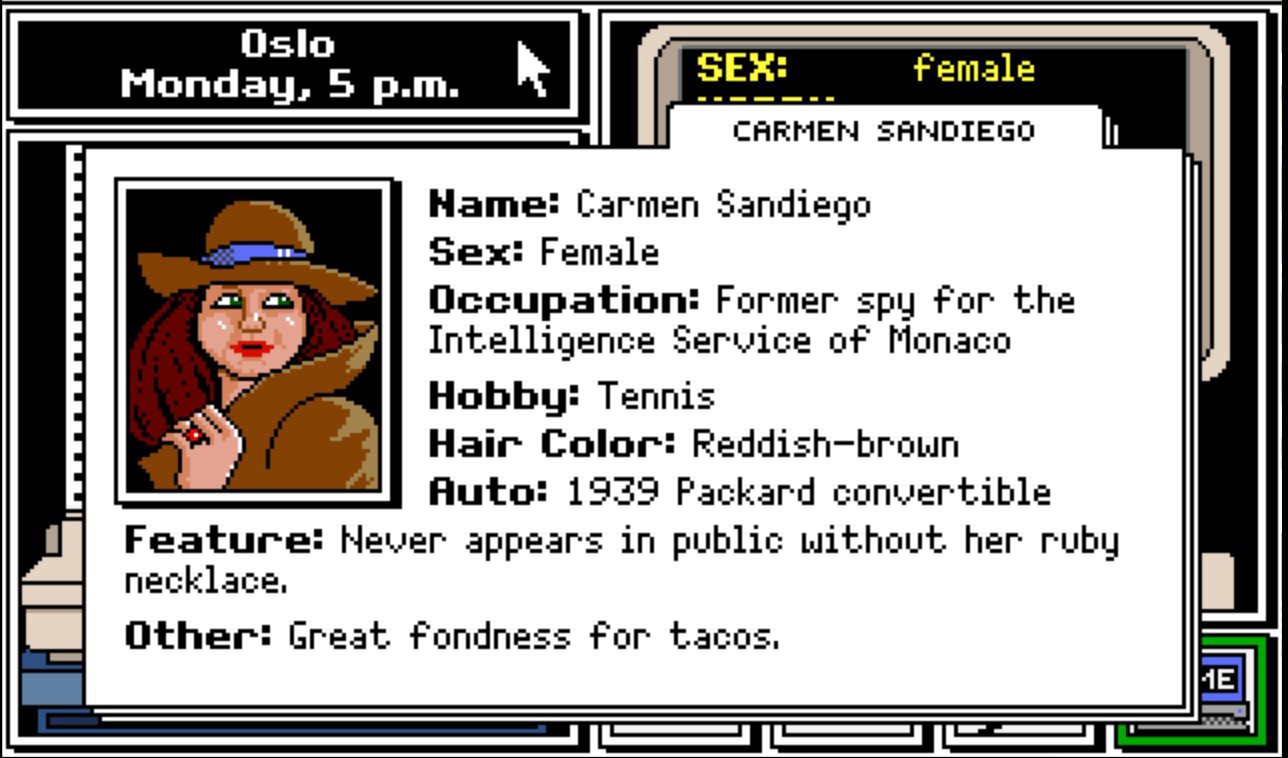 Oslo
Monday, 5 p.m.
SEX: female
CARMEN SANDIEGO
Name: Carmen Sandiego
Sex: Female
Occupation: Former spy for the
Intelligence Service of Monaco
Hobby: Tennis
Hair Color: Reddish-brown
Auto: 1939 Packard convertible
Feature: Never appears in public without her ruby
necklace.
Other: Great fondness for tacos.